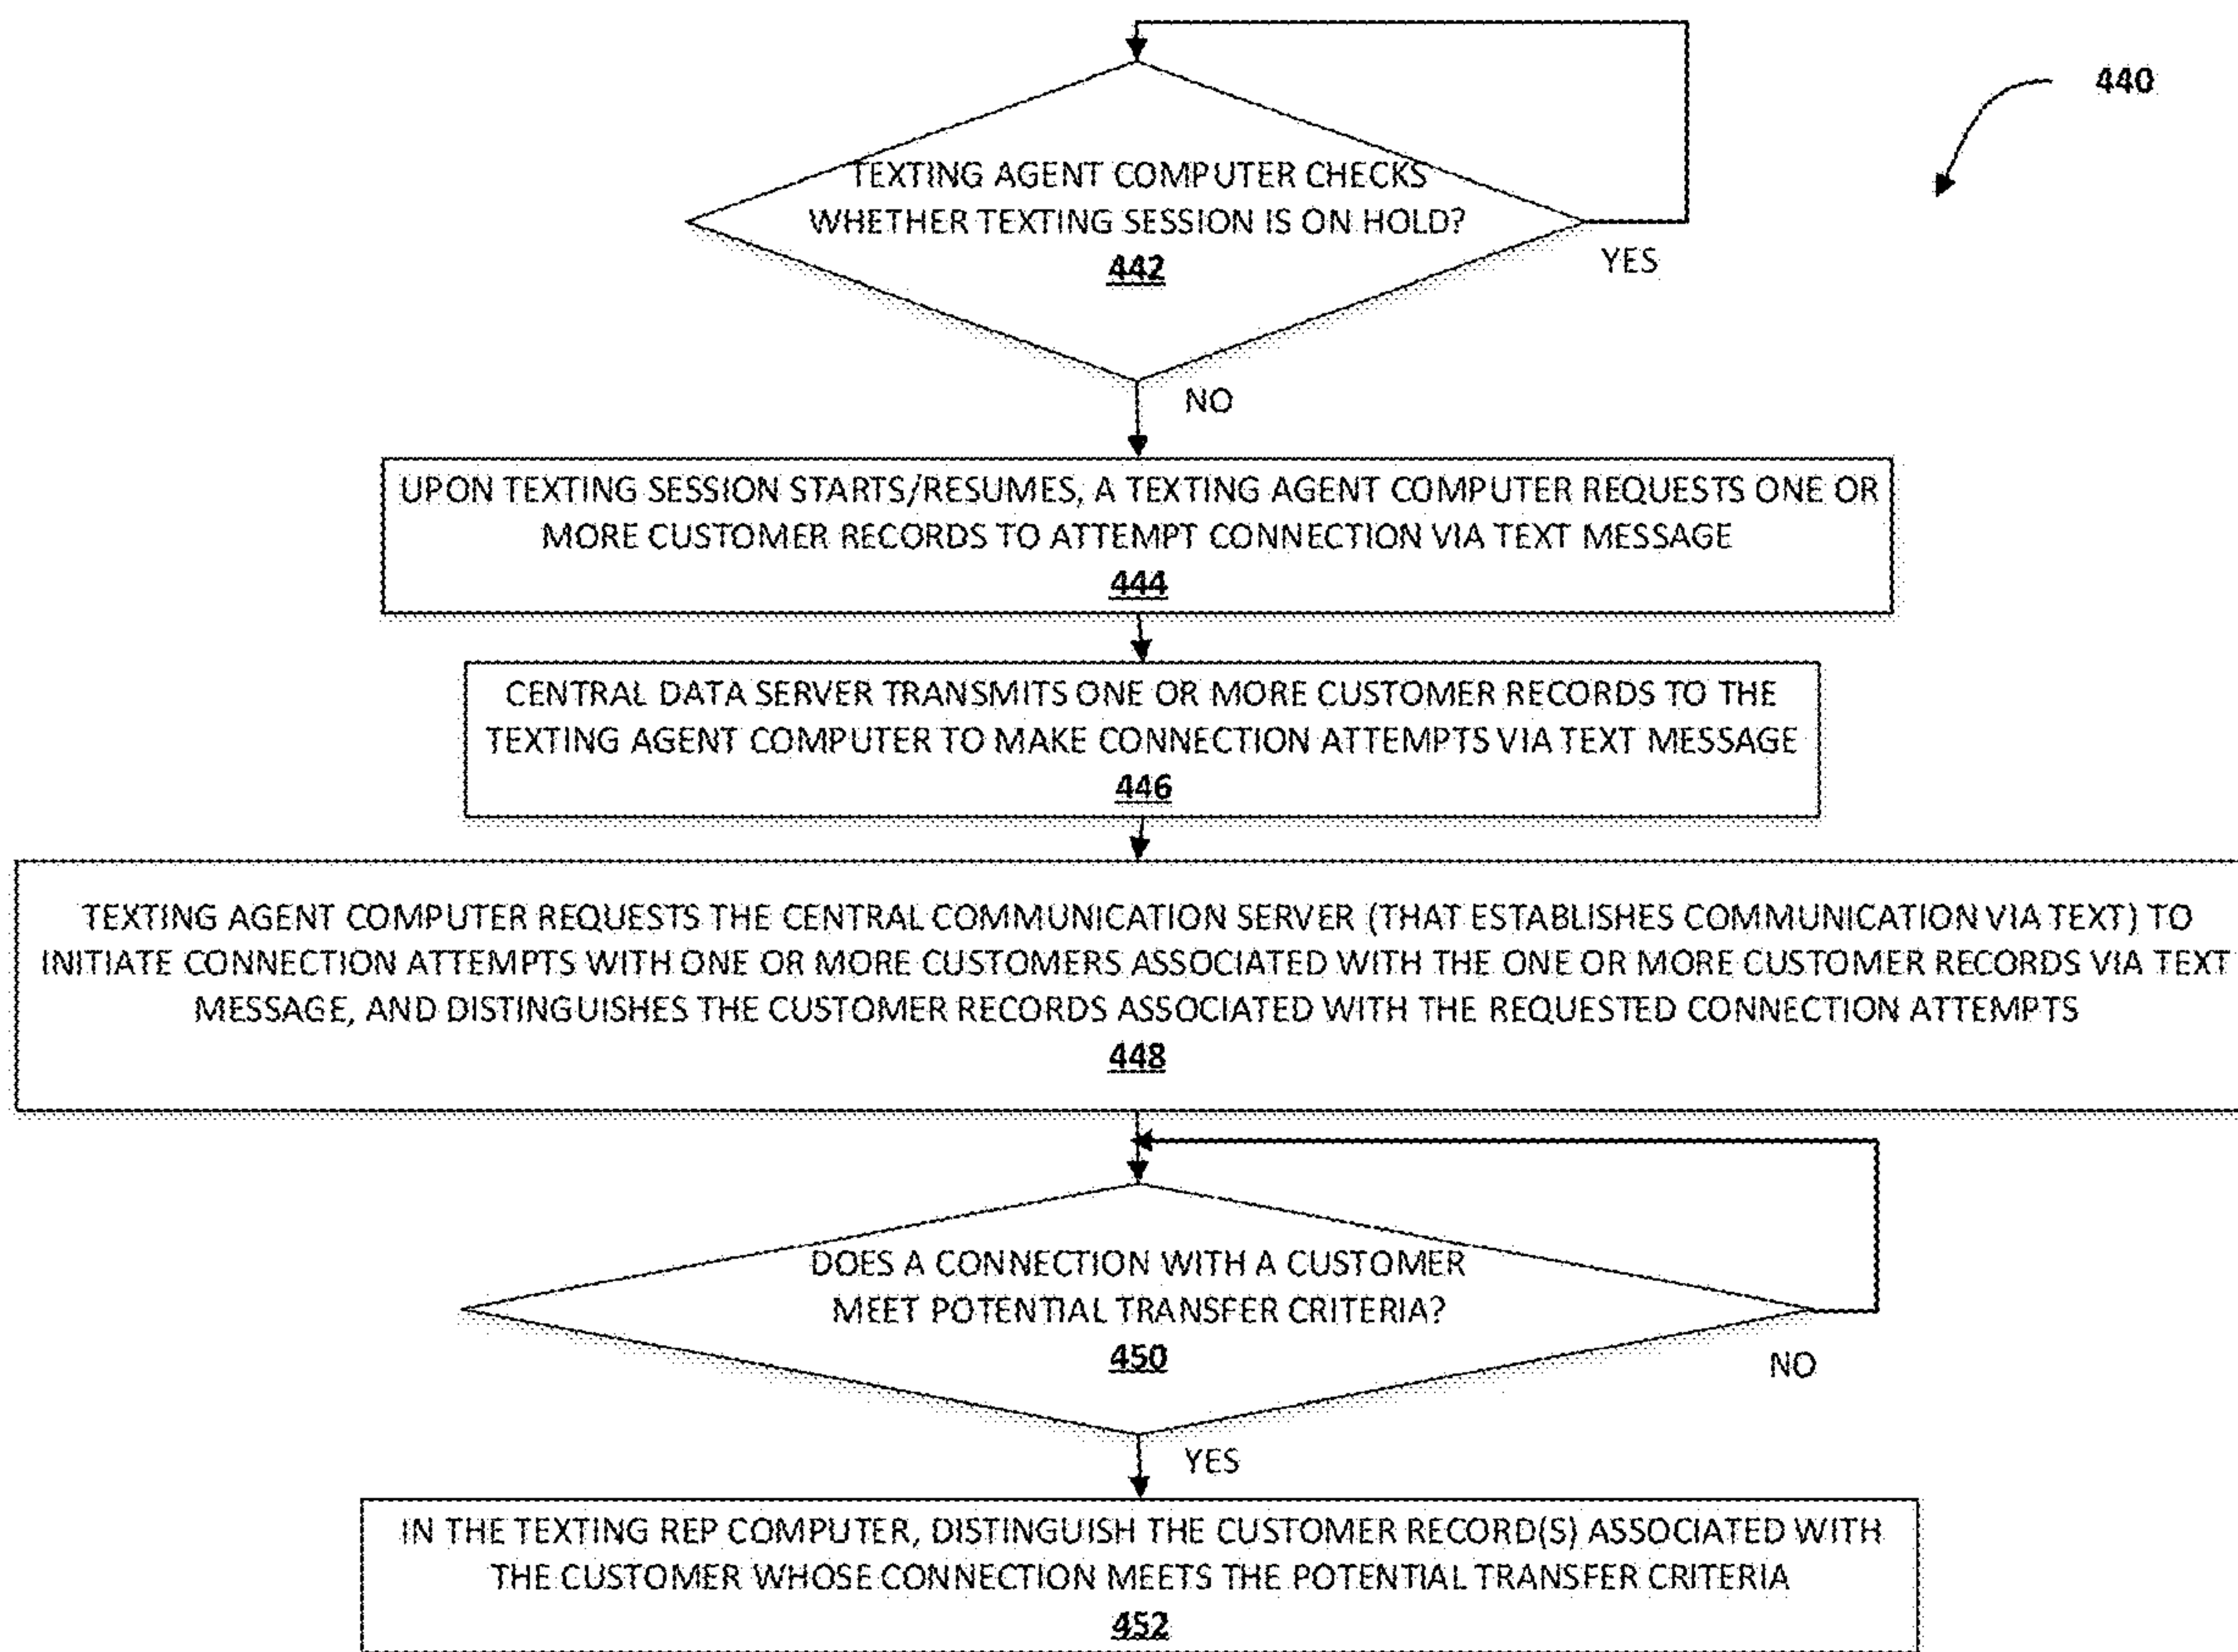 440
TEXTING AGENT COMPUTER CHECKS
WHETHER TEXTING SESSION IS ON HOLD?
442
YES
NO
UPON TEXTING SESSION STARTS/RESUMES, A TEXTING AGENT COMPUTER REQUESTS ONE OR
MORE CUSTOMER RECORDS TO ATTEMPT CONNECTION VIA TEXT MESSAGE
444
CENTRAL DATA SERVER TRANSMITS ONE OR MORE CUSTOMER RECORDS TO THE
TEXTING AGENT COMPUTER TO MAKE CONNECTION ATTEMPTS VIA TEXT MESSAGE
446
TEXTING AGENT COMPUTER REQUESTS THE CENTRAL COMMUNICATION SERVER (THAT ESTABLISHES COMMUNICATION VIA TEXT) TO
INITIATE CONNECTION ATTEMPTS WITH ONE OR MORE CUSTOMERS ASSOCIATED WITH THE ONE OR MORE CUSTOMER RECORDS VIA TEXT
MESSAGE, AND DISTINGUISHES THE CUSTOMER RECORDS ASSOCIATED WITH THE REQUESTED CONNECTION ATTEMPTS
448
DOES A CONNECTION WITH A CUSTOMER
MEET POTENTIAL TRANSFER CRITERIA?
450
NO
YES
IN THE TEXTING REP COMPUTER, DISTINGUISH THE CUSTOMER RECORD(S) ASSOCIATED WITH
THE CUSTOMER WHOSE CONNECTION MEETS THE POTENTIAL TRANSFER CRITERIA
452